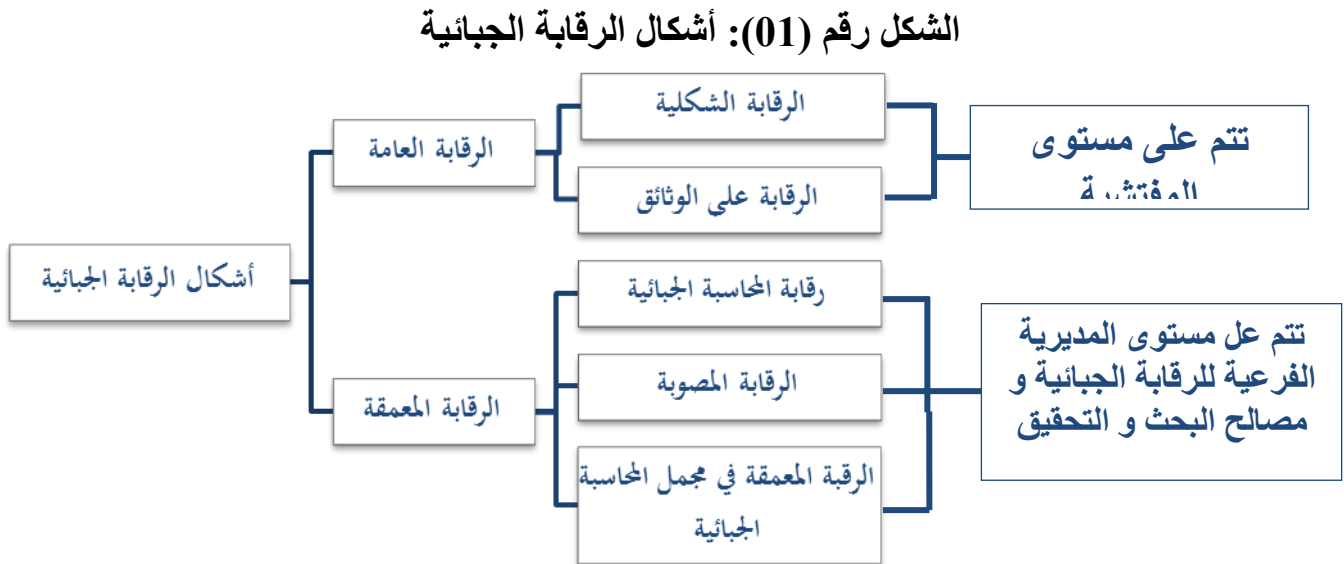 الشكل رقم (01): أشكال الرقابة الجبائية
أشكال الرقابة الجبائية
الرقابة العامة
الرقابة الشكلية
الرقابة على الوثائق
تتم على مستوى
المفتشية
الرقابة المعمقة
رقابة المحاسبة الجبائية
الرقابة المصوبة
الرقبة المعمقة في مجمل المحاسبة
الجبائية
تتم عل مستوى المديرية
الفرعية للرقابة الجبائية و
مصالح البحث و التحقيق